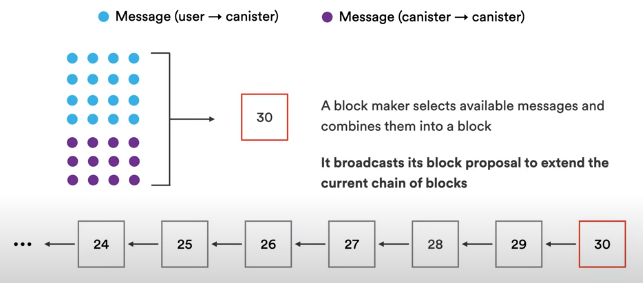 Message (user → canister)
Message (canister → canister)
30
A block maker selects available messages and
combines them into a block
It broadcasts its block proposal to extend the
current chain of blocks
... 24 25 26 27 28 29 30